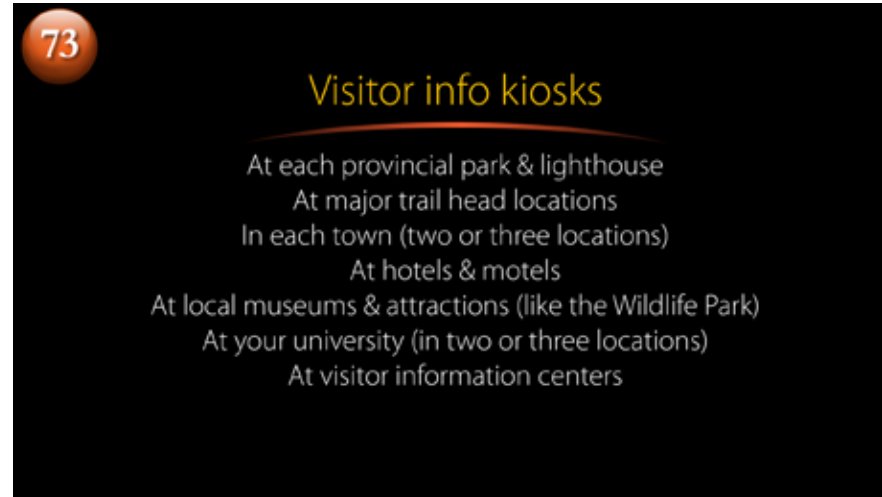 73
Visitor info kiosks
At each provincial park & lighthouse
At major trail head locations
In each town (two or three locations)
At hotels & motels
At local museums & attractions (like the Wildlife Park)
At your university (in two or three locations)
At visitor information centers